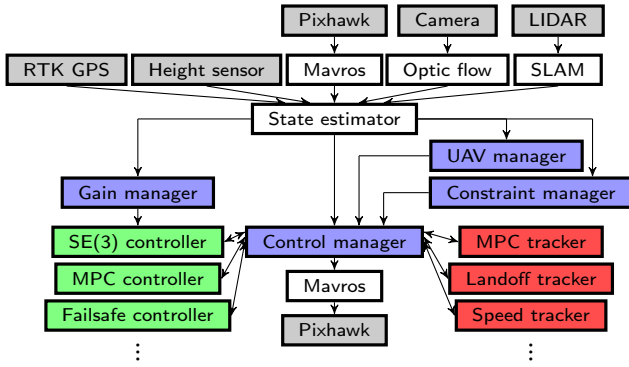 Pixhawk
Camera
LIDAR
RTK GPS
Height sensor
Mavros
Optic flow
SLAM
State estimator
UAV manager
Gain manager
Constraint manager
SE(3) controller
Control manager
MPC tracker
MPC controller
Mavros
Landoff tracker
Failsafe controller
Pixhawk
Speed tracker
⋮
⋮